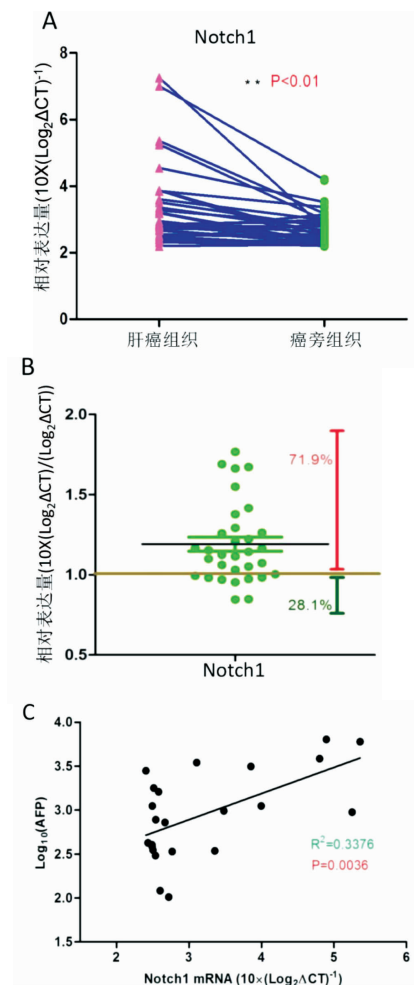 A
Notch1
** P<0.01
相对表达量(10X(Log₂ΔCT)⁻¹)
8
6
4
2
0
肝癌组织
癌旁组织
B
相对表达量(10X(Log₂ΔCT)/(Log₂ΔCT))
2.0
1.5
1.0
0.5
71.9%
28.1%
Notch1
C
Log₁₀(AFP)
4.0
3.5
3.0
2.5
2.0
1.5
R²=0.3376
P=0.0036
2
3
4
5
6
Notch1 mRNA (10×(Log₂ΛCT)⁻¹)